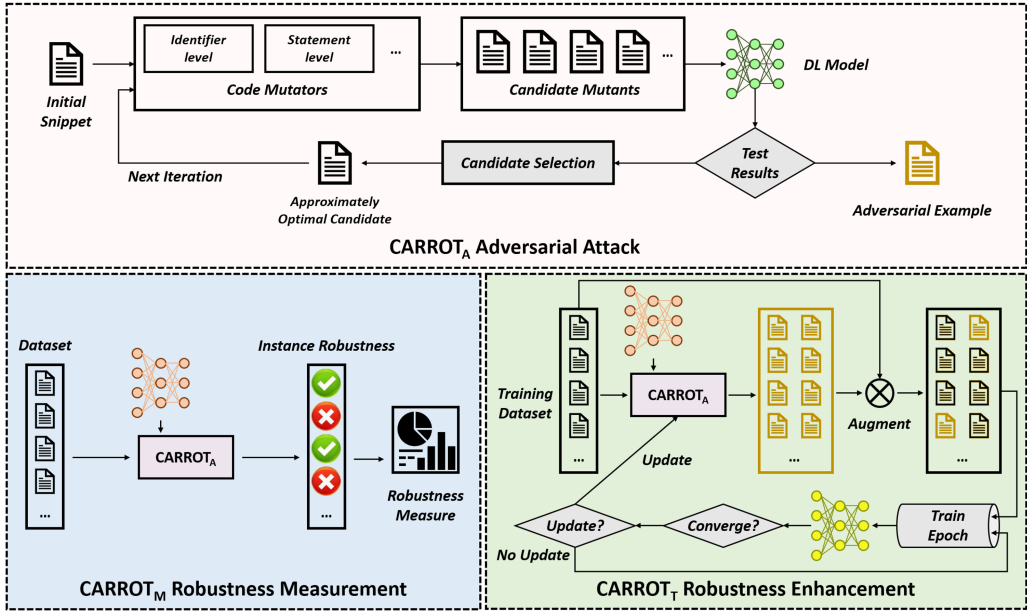 Initial
Snippet
Identifier
level
Statement
level
...
Code Mutators
...
Candidate Mutants
DL Model
Next Iteration
Approximately
Optimal Candidate
Candidate Selection
Test
Results
Adversarial Example
CARROTA Adversarial Attack
Dataset
...
CARROTA
Instance Robustness
...
Robustness
Measure
CARROTM Robustness Measurement
Training
Dataset
...
CARROTA
Update
...
Augment
...
Update?
No Update
Converge?
Train
Epoch
CARROTT Robustness Enhancement